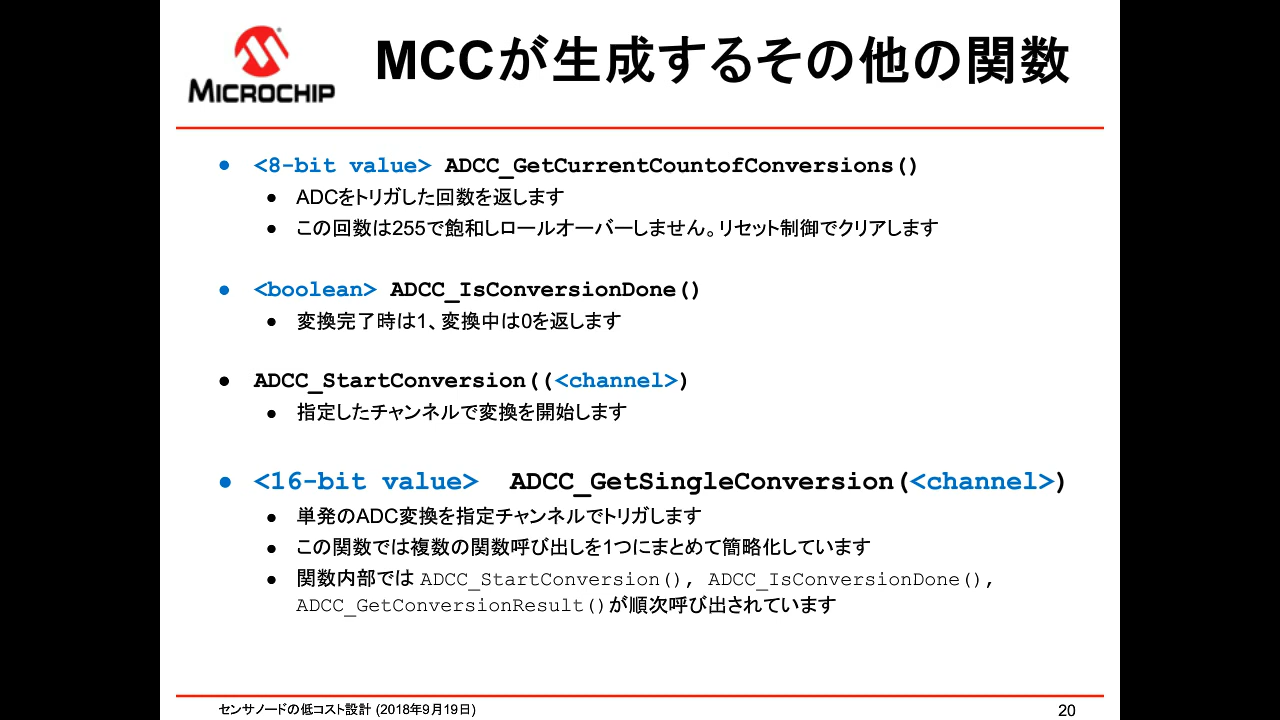 MICROCHIP
MCCが生成するその他の関数
● <8-bit value> ADCC_GetCurrentCountofConversions()
● ADCをトリガした回数を返します
● この回数は255で飽和しロールオーバーしません。リセット制御でクリアします
● <boolean> ADCC_IsConversionDone()
● 変換完了時は1、変換中は0を返します
● ADCC_StartConversion((<channel>)
● 指定したチャンネルで変換を開始します
● <16-bit value> ADCC_GetSingleConversion(<channel>)
● 単発のADC変換を指定チャンネルでトリガします
● この関数では複数の関数呼び出しを1つにまとめて簡略化しています
● 関数内部では ADCC_StartConversion(), ADCC_IsConversionDone(),
ADCC_GetConversionResult()が順次呼び出されています
センサノードの低コスト設計 (2018年9月19日)
20